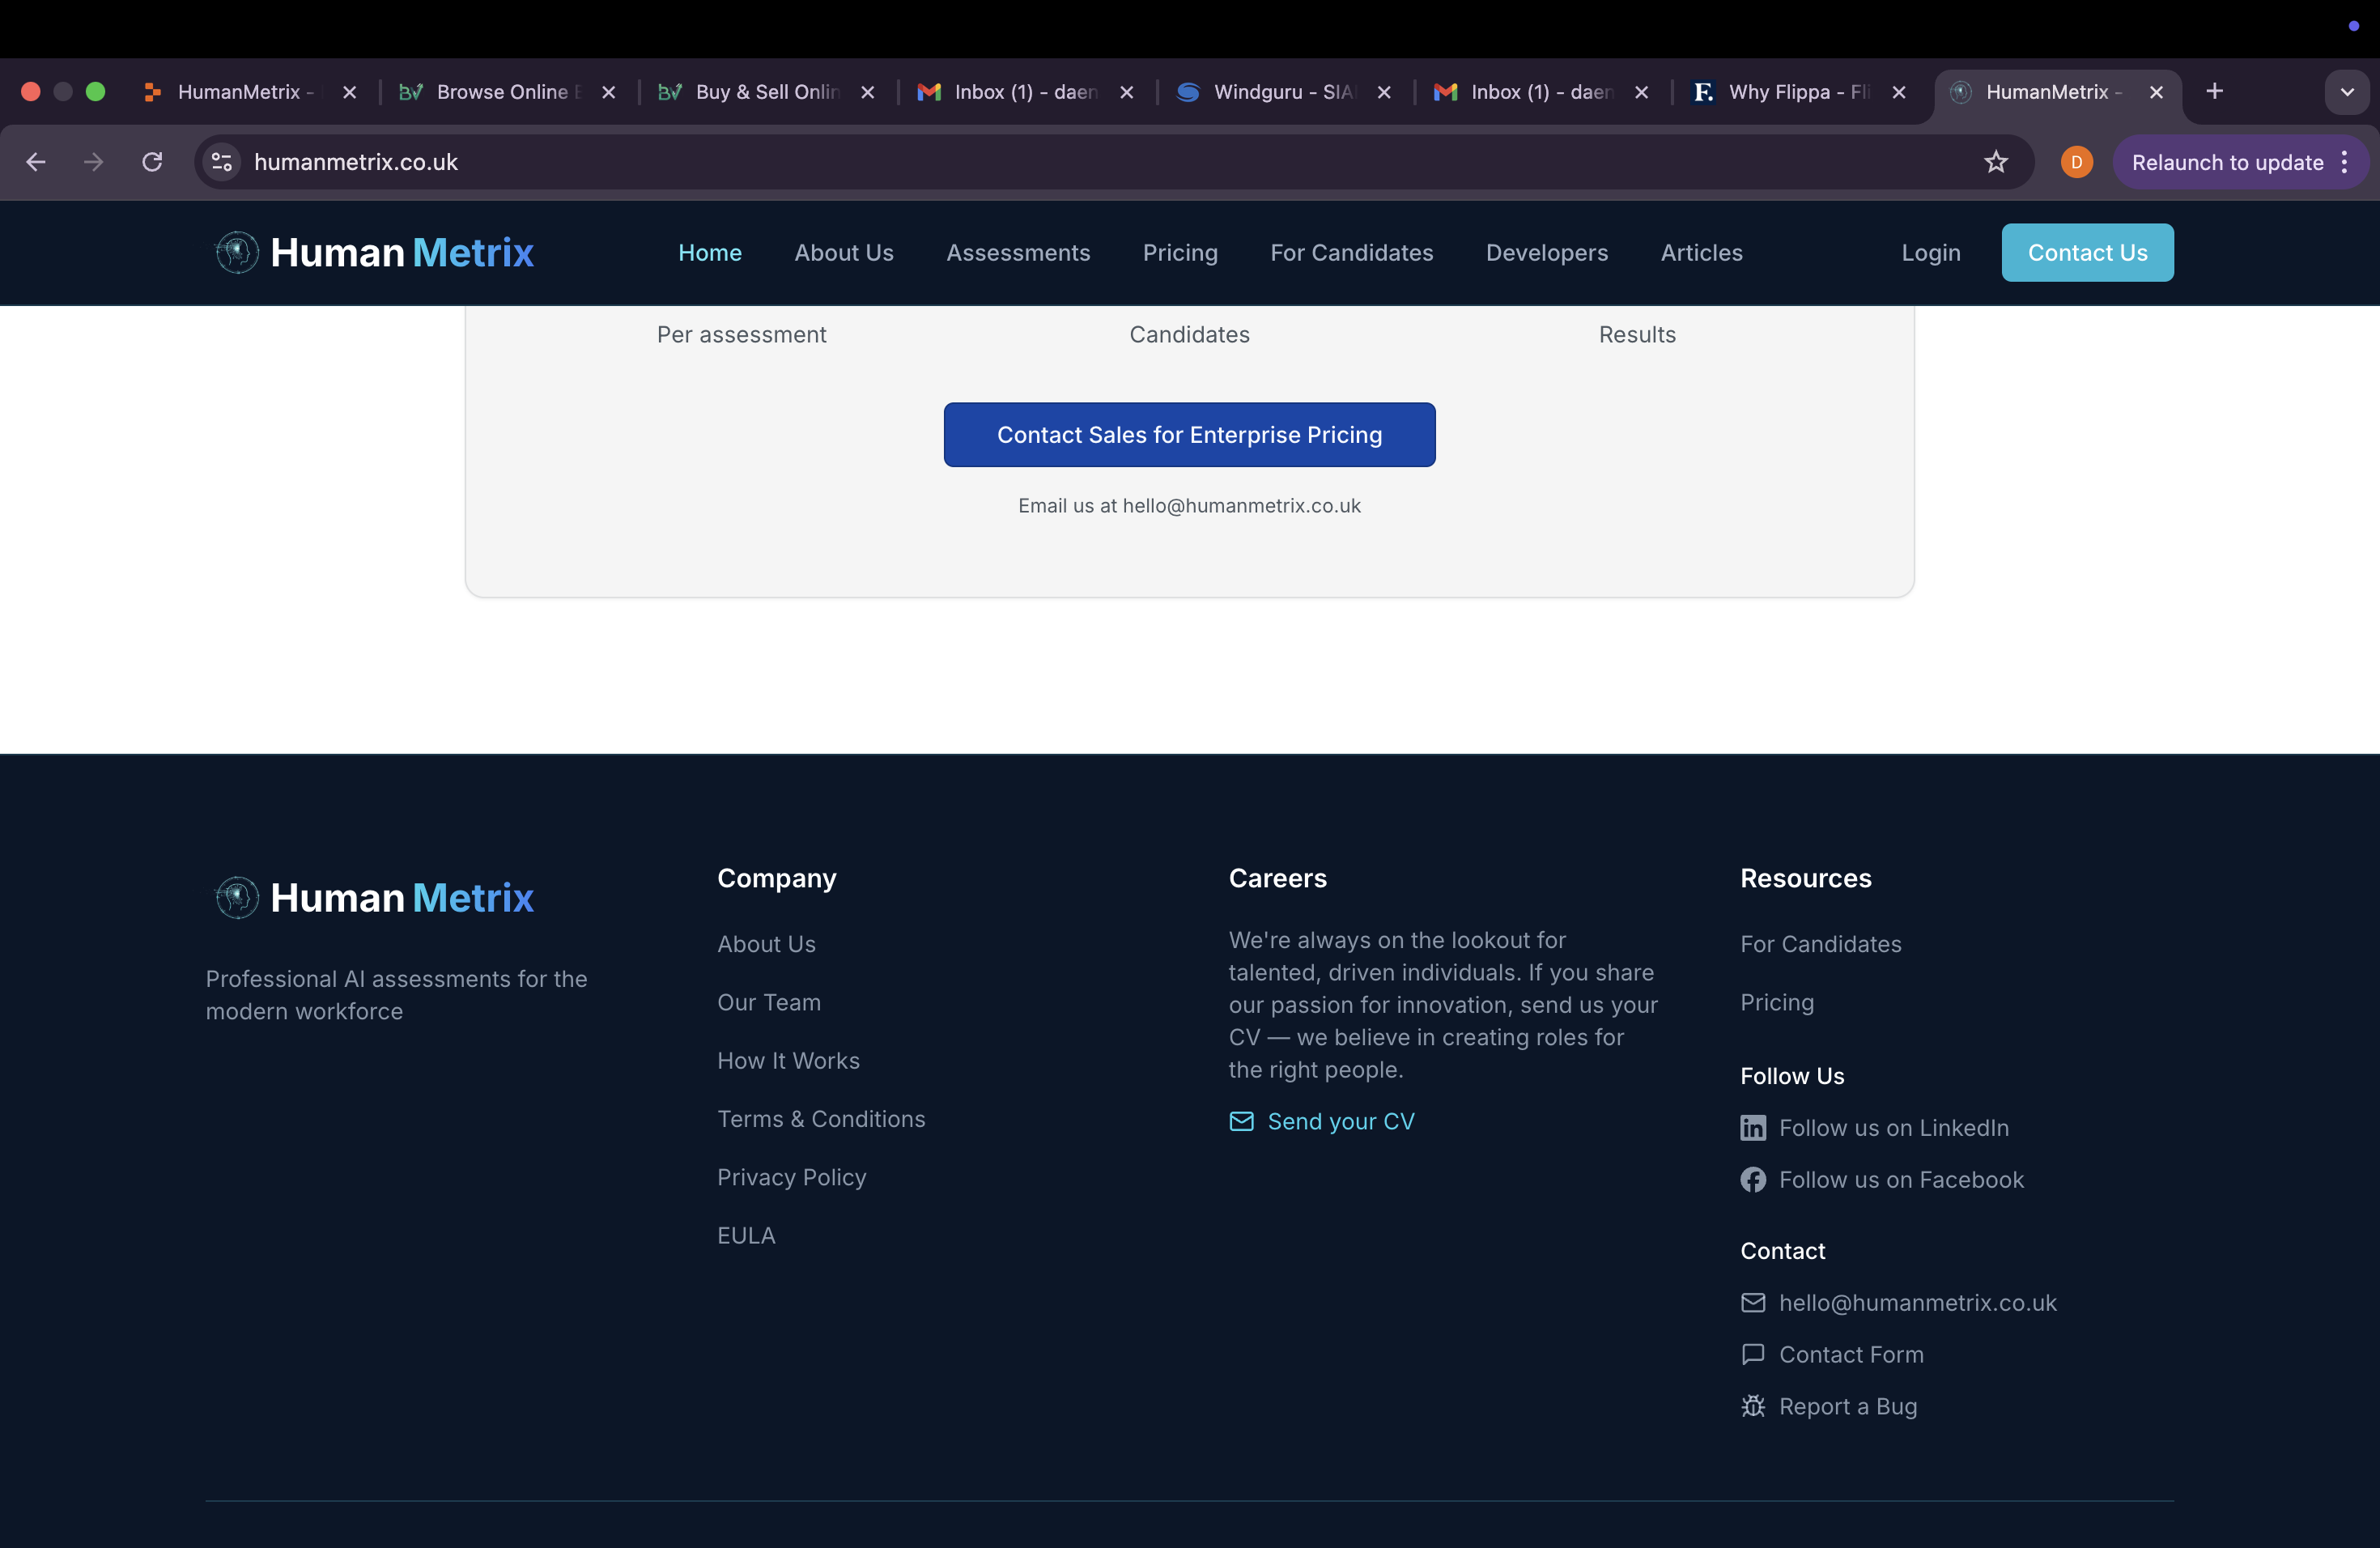 HumanMetrix -
Browse Online
Buy & Sell Onlin
Inbox (1) - daen
Windguru - SIA
Inbox (1) - daen
F. Why Flippa - Fli
HumanMetrix -
humanmetrix.co.uk
D
Relaunch to update
Human Metrix
Home
About Us
Assessments
Pricing
For Candidates
Developers
Articles
Login
Contact Us
Per assessment
Candidates
Results
Contact Sales for Enterprise Pricing
Email us at hello@humanmetrix.co.uk
Human Metrix
Professional AI assessments for the
modern workforce
Company
About Us
Our Team
How It Works
Terms & Conditions
Privacy Policy
EULA
Careers
We're always on the lookout for
talented, driven individuals. If you share
our passion for innovation, send us your
CV — we believe in creating roles for
the right people.
Send your CV
Resources
For Candidates
Pricing
Follow Us
in Follow us on LinkedIn
Follow us on Facebook
Contact
hello@humanmetrix.co.uk
Contact Form
Report a Bug